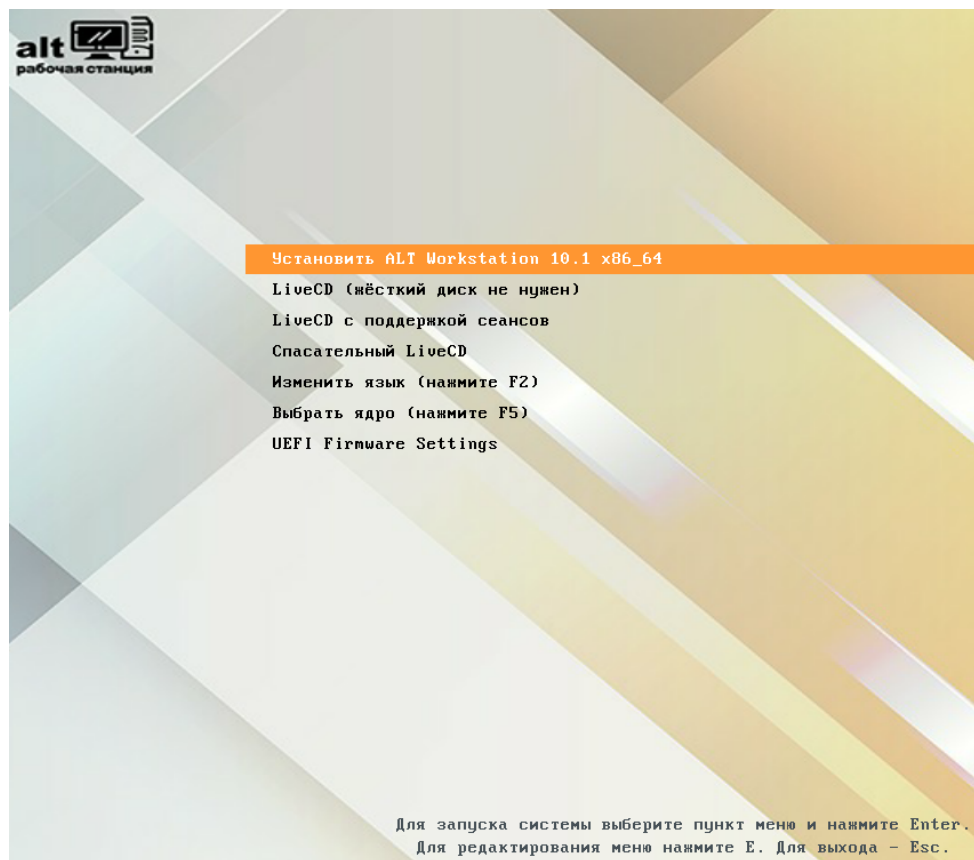 alt
рабочая станция
Установить ALT Workstation 10.1 x86_64
LiveCD (жёсткий диск не нужен)
LiveCD с поддержкой сеансов
Спасательный LiveCD
Изменить язык (нажмите F2)
Выбрать ядро (нажмите F5)
UEFI Firmware Settings
Для запуска системы выберите пункт меню и нажмите Enter.
Для редактирования меню нажмите E. Для выхода - Esc.